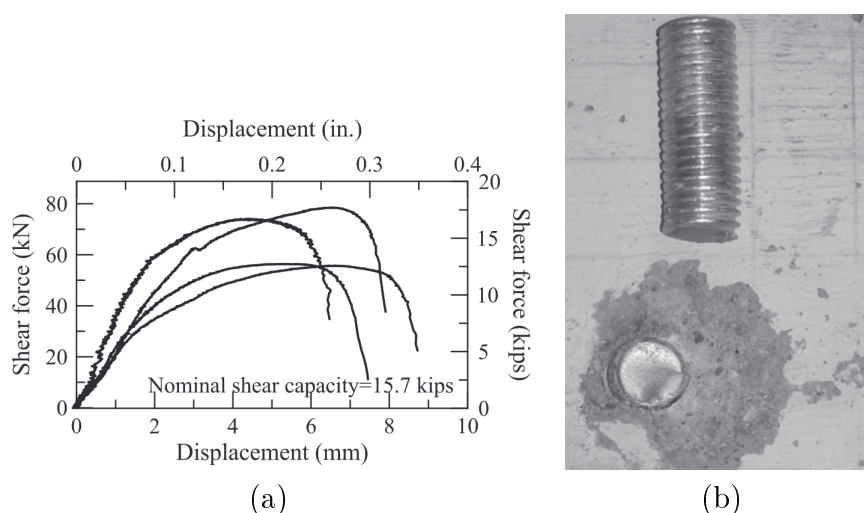 Displacement (in.)
0 0.1 0.2 0.3 0.4
80 60 40 20 0
Shear force (kN)
20 15 10 5 0
Shear force (kips)
Nominal shear capacity=15.7 kips
0 2 4 6 8 10
Displacement (mm)
(a) (b)